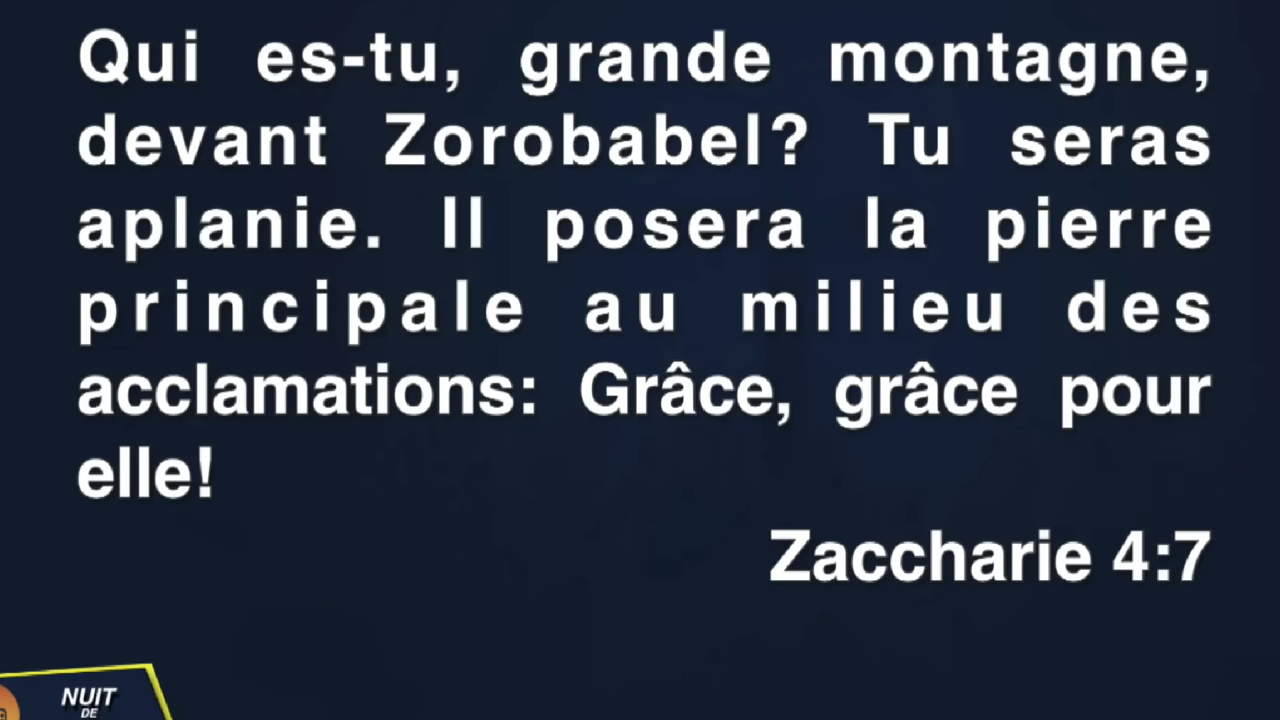 Qui es-tu, grande montagne,
devant Zorobabel? Tu seras
aplanie. Il posera la pierre
principale au milieu des
acclamations: Grâce, grâce pour
elle!
Zaccharie 4:7
NUIT
DE